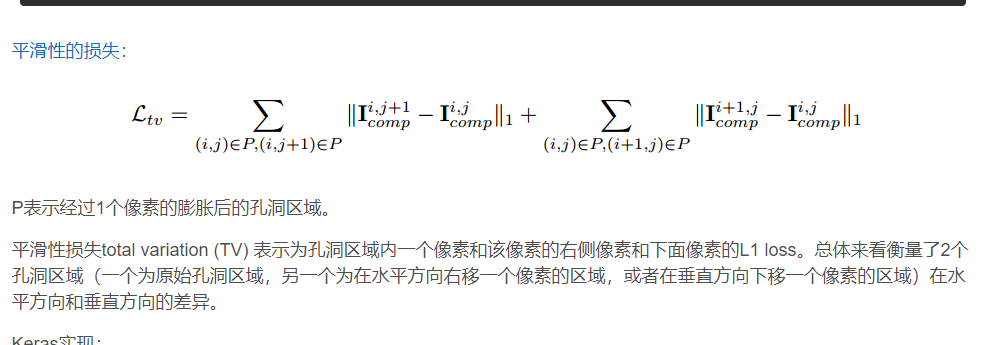 平滑性的损失：
$\mathcal{L}_{tv} = \sum_{(i,j)\in P,(i,j+1)\in P} \|\mathbf{I}_{comp}^{i,j+1} - \mathbf{I}_{comp}^{i,j}\|_1 + \sum_{(i,j)\in P,(i+1,j)\in P} \|\mathbf{I}_{comp}^{i+1,j} - \mathbf{I}_{comp}^{i,j}\|_1$
P表示经过1个像素的膨胀后的孔洞区域。
平滑性损失total variation (TV) 表示为孔洞区域内一个像素和该像素的右侧像素和下面像素的L1 loss。总体来看衡量了2个
孔洞区域（一个为原始孔洞区域，另一个为在水平方向右移一个像素的区域，或者在垂直方向下移一个像素的区域）在水
平方向和垂直方向的差异。
Keras实现：